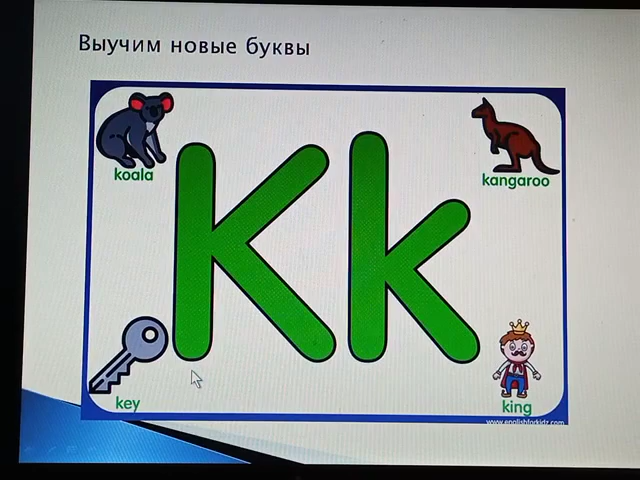 Выучим новые буквы
koala
kangaroo
Kk
key
king
www.englishforkidz.com